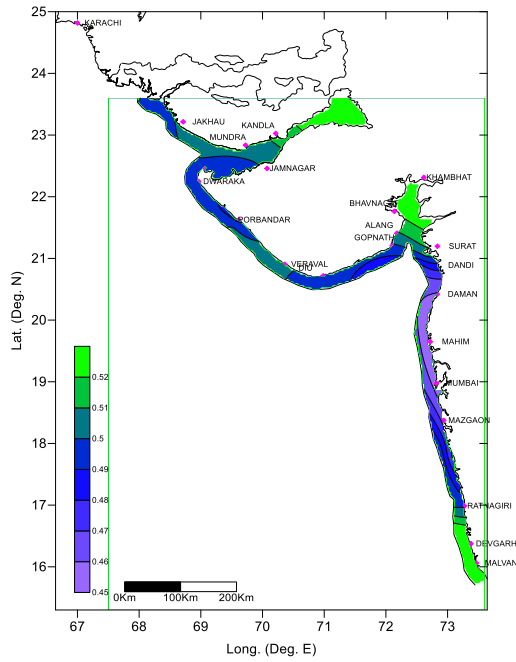 25
KARACHI
24
JAKHAU
KANDLA
23
MUNDRA
JAMNAGAR
DWARAKA
KHAMBHAT
22
BHAVNAG
PORBANDAR
ALANG
GOPNATH
SURAT
21
VERAVAL
DIU
DANDI
DAMAN
20
MAHIM
0.52
MUMBAI
19
0.51
MAZGAON
18
0.5
0.49
0.48
17
RATNAGIRI
0.47
DEVGARH
0.46
MALVAN
16
0.45
0Km
100Km
200Km
67 68 69 70 71 72 73
Long. (Deg. E)
Lat. (Deg. N)